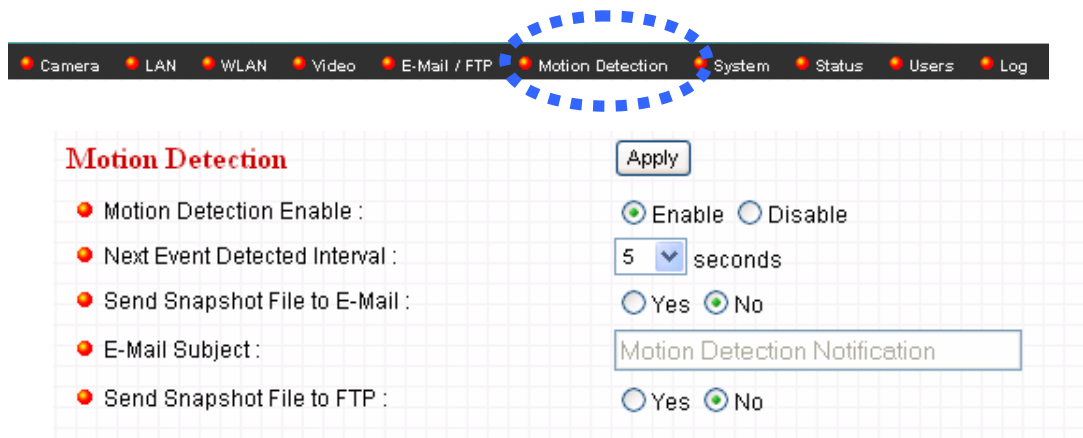 Camera LAN WLAN Video E-Mail / FTP Motion Detection System Status Users Log
Motion Detection Apply
Motion Detection Enable : Enable Disable
Next Event Detected Interval : 5 seconds
Send Snapshot File to E-Mail : Yes No
E-Mail Subject : Motion Detection Notification
Send Snapshot File to FTP : Yes No